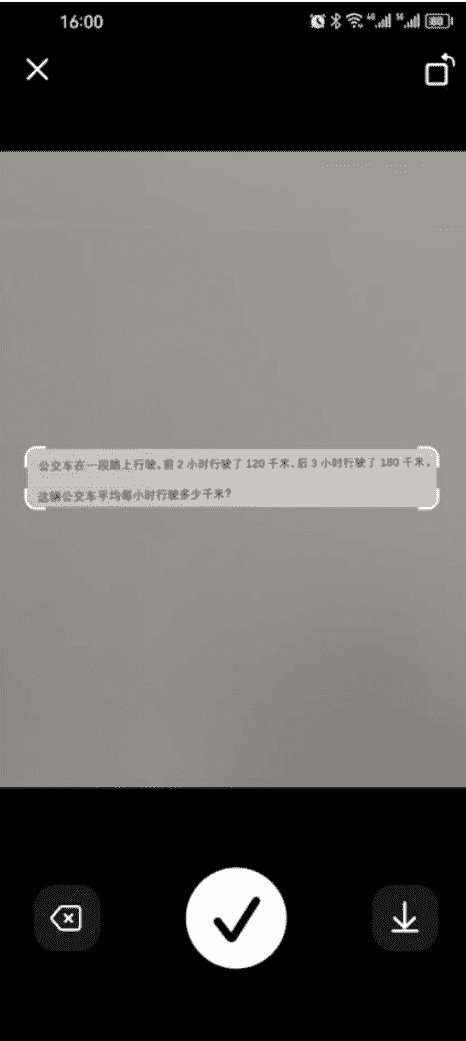 16:00
80
公交车在一段路上行驶,前 2 小时行驶了 120 千米,后 3 小时行驶了 180 千米,
这辆公交车平均每小时行驶多少千米?